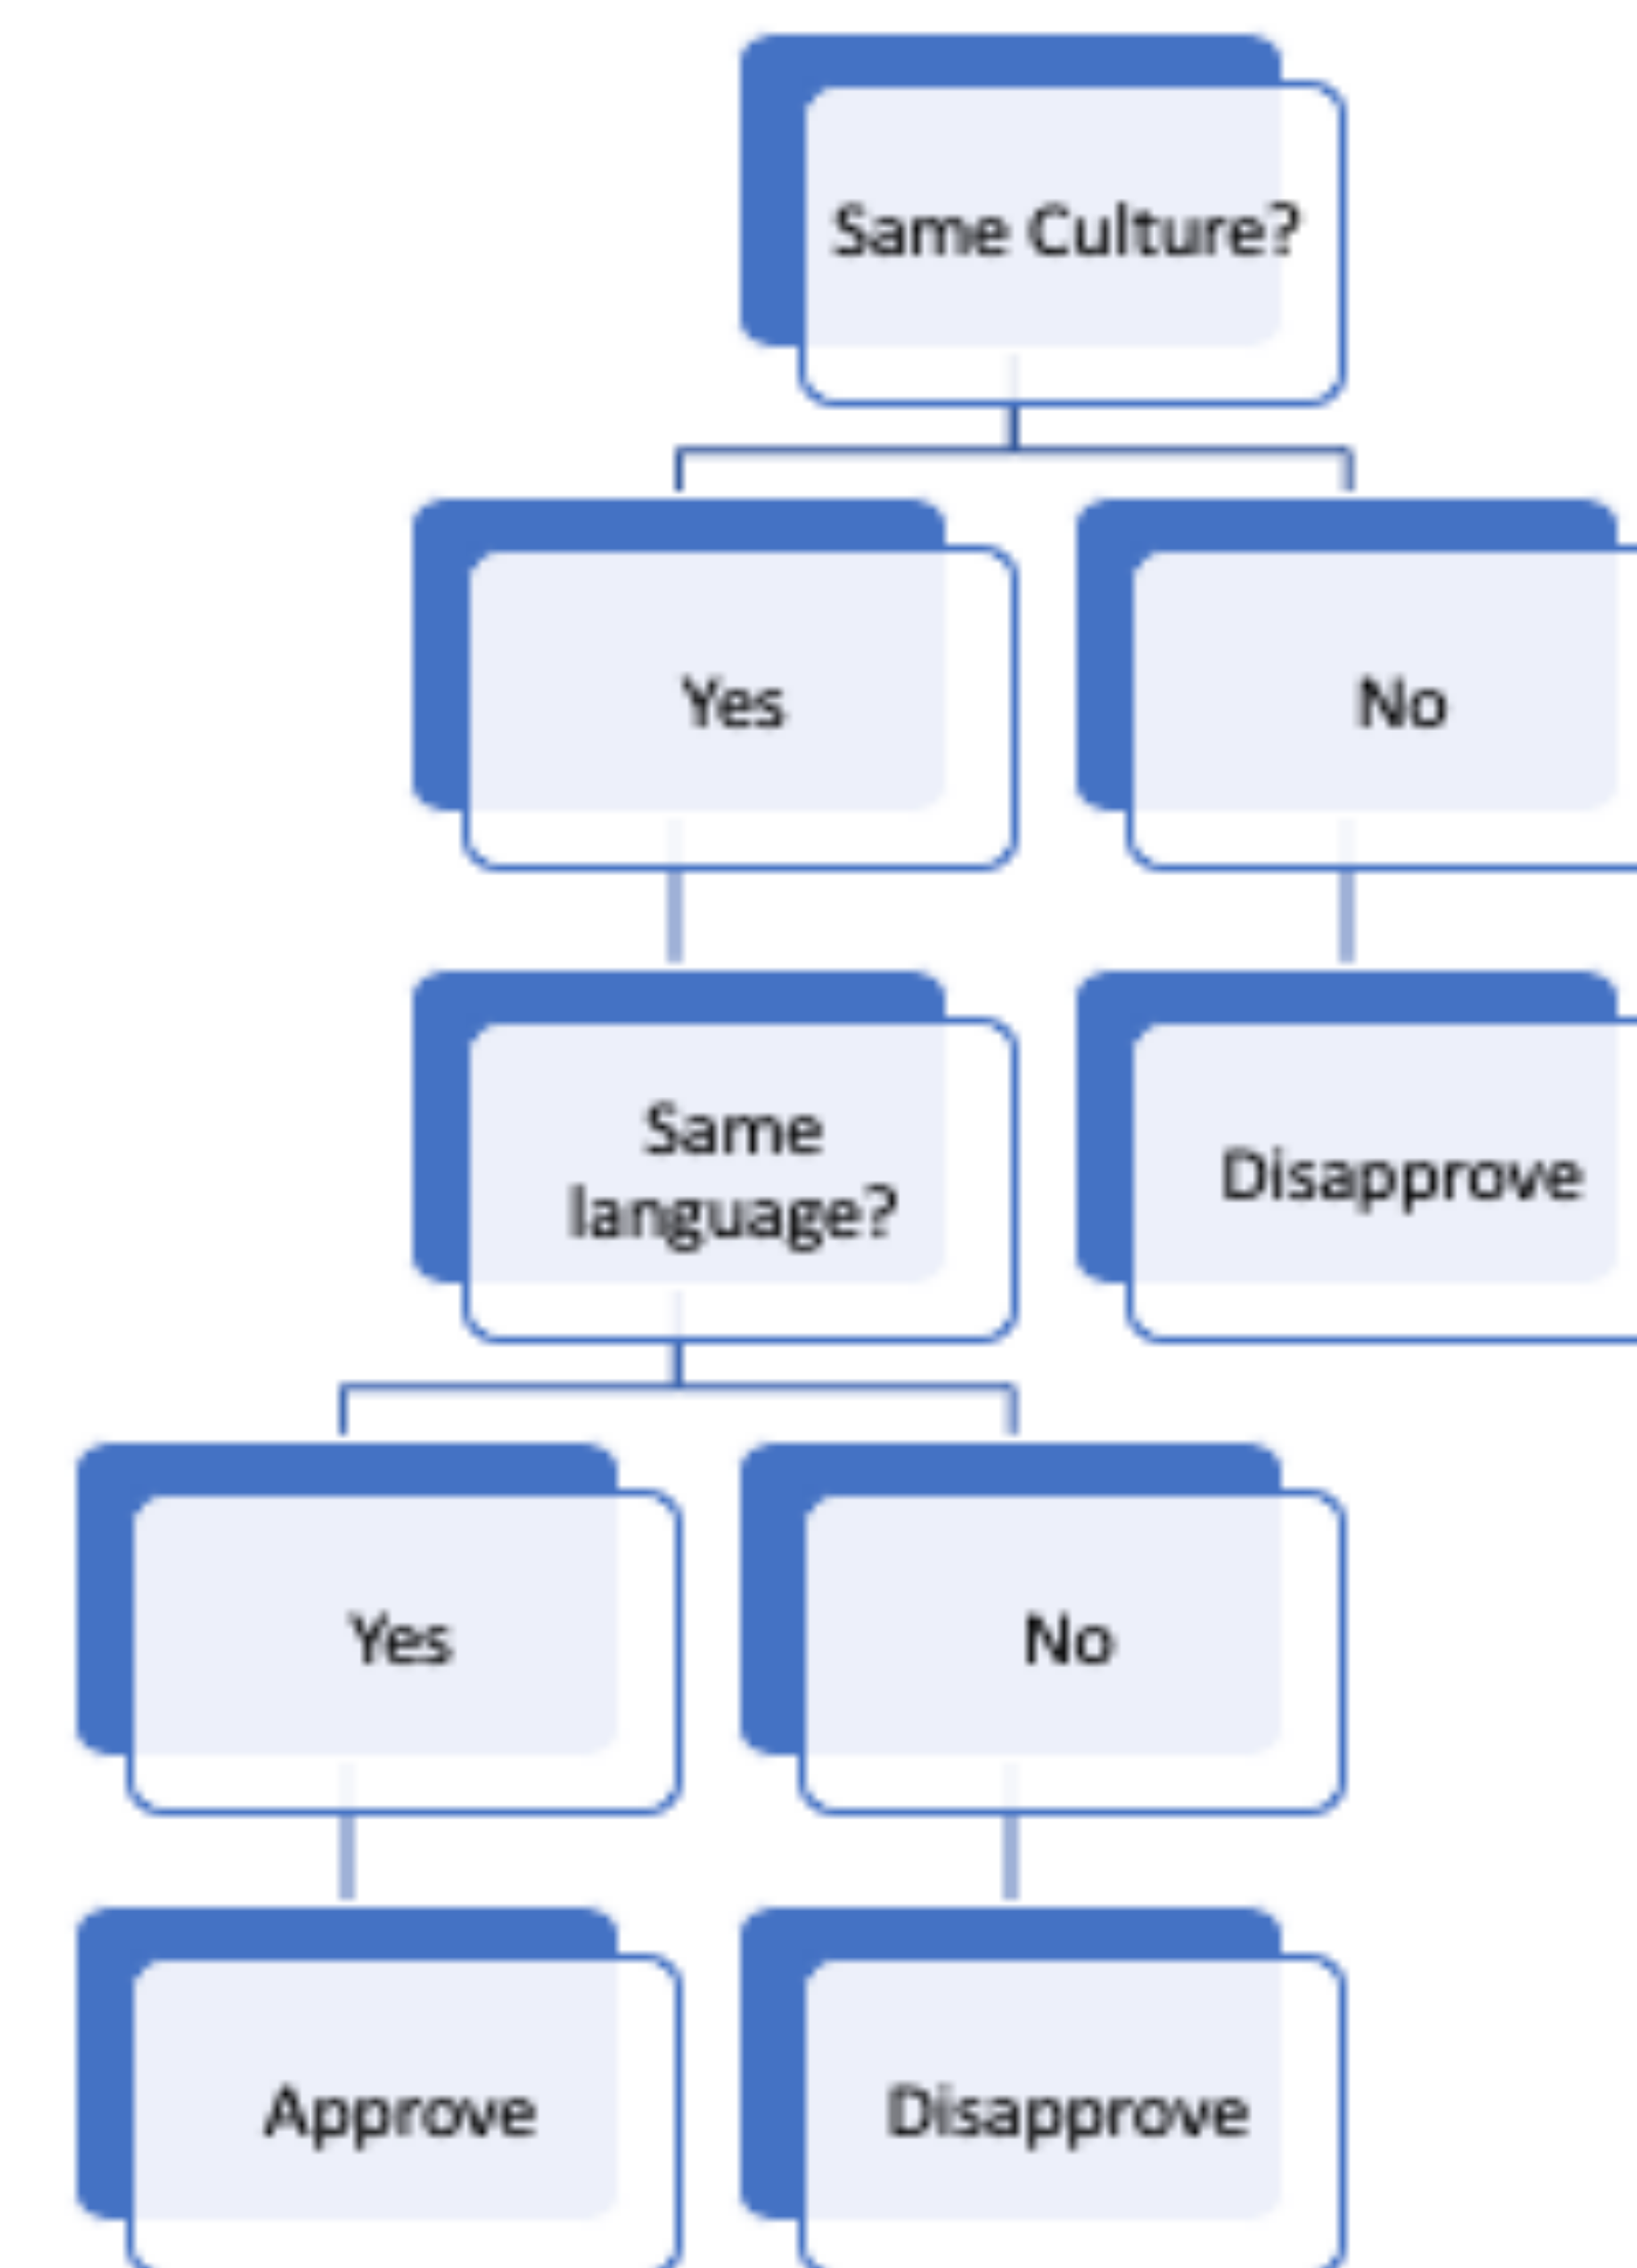 Same Culture?
Yes
No
Same
language?
Disapprove
Yes
No
Approve
Disapprove